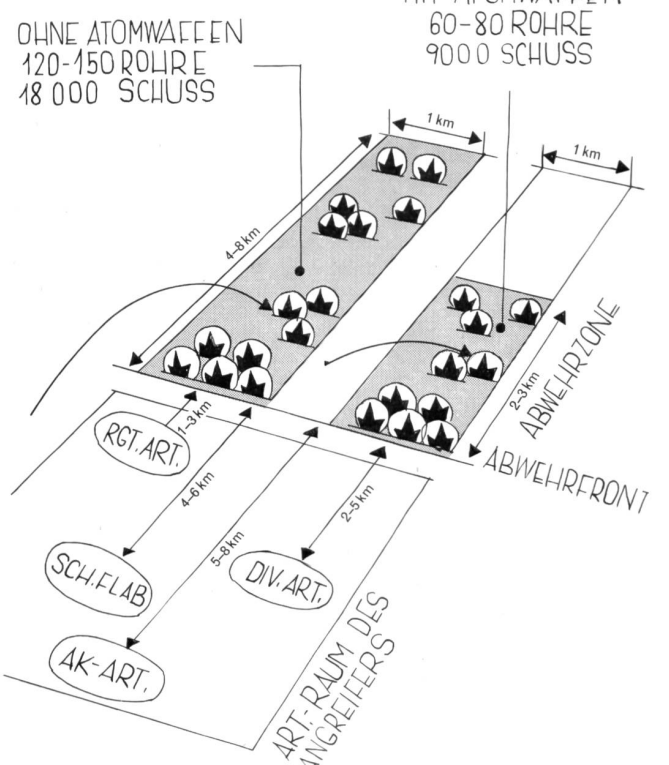 OHNE ATOMWAFFEN
120-150 ROHRE
18 000 SCHUSS
MIT ATOMWAFFEN
60-80 ROHRE
9000 SCHUSS
1 km
1 km
4–8 km
2–3 km
ABWEHRZONE
ABWEHRFRONT
RGT. ART.
1–3 km
4–6 km
5–8 km
2–5 km
SCH.FLAB
DIV. ART.
AK-ART.
ART.-RAUM DES
ANGREIFERS